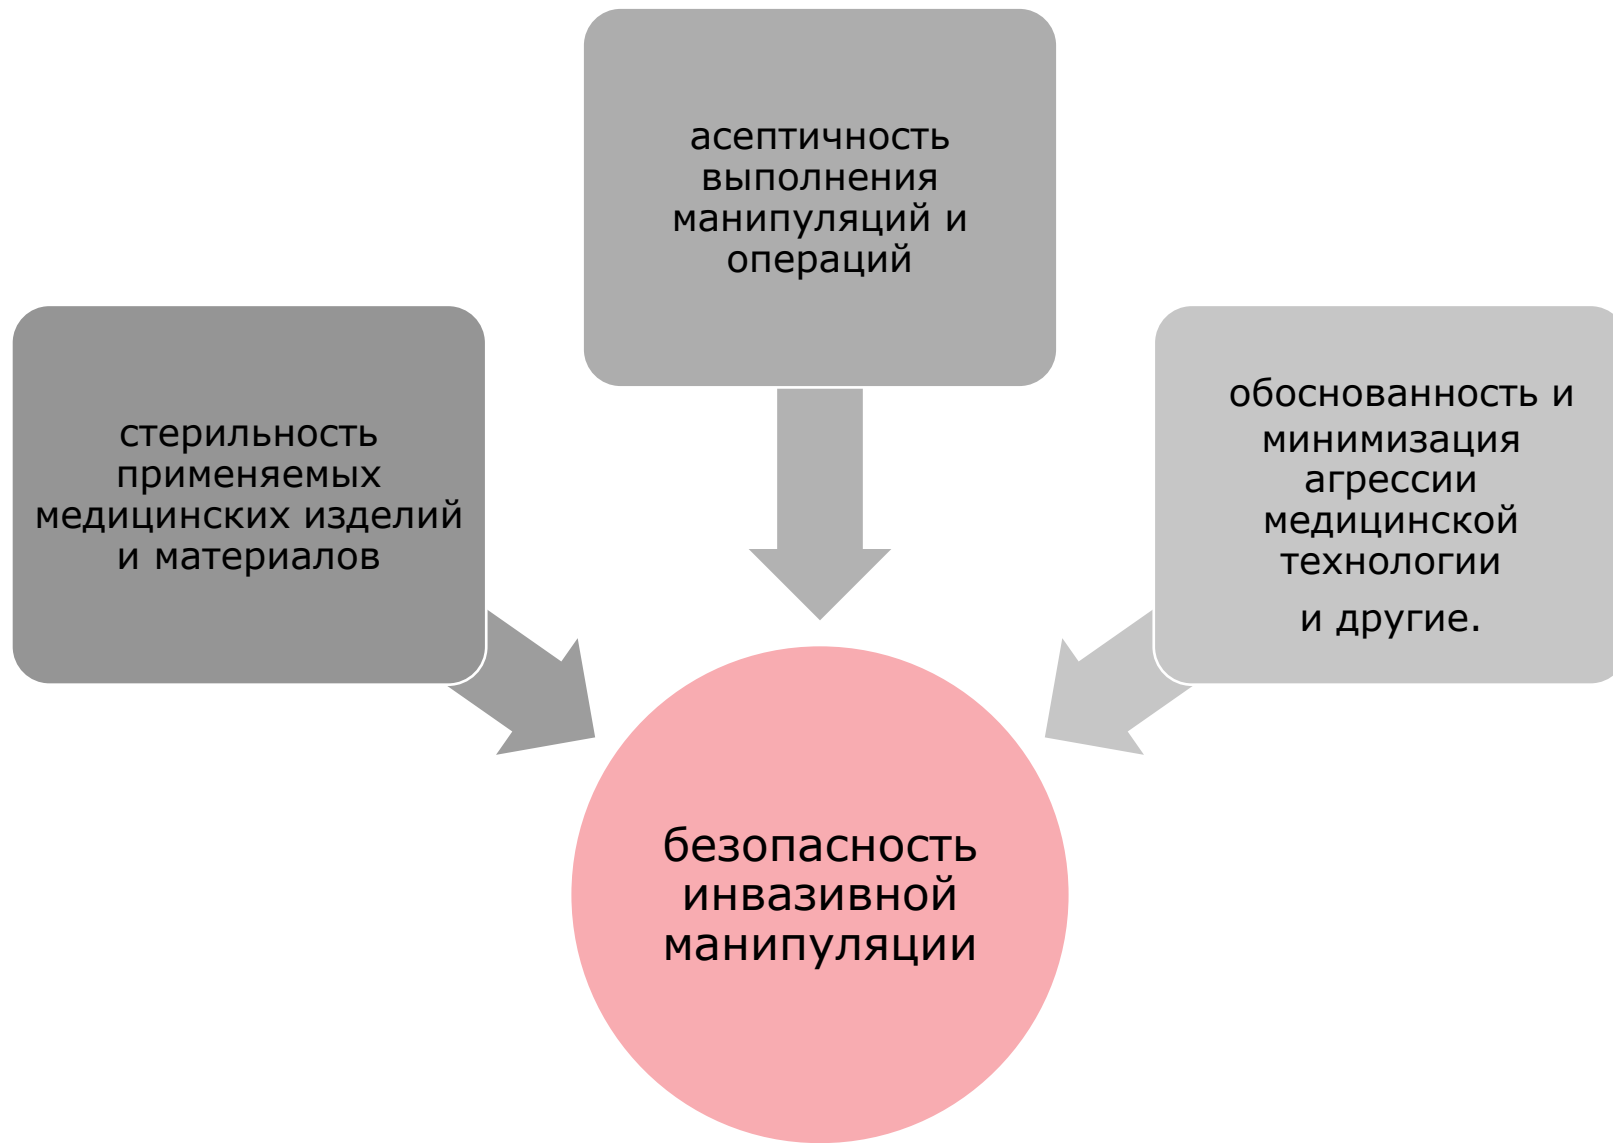 асептичность
выполнения
манипуляций и
операций
стерильность
применяемых
медицинских изделий
и материалов
обоснованность и
минимизация
агрессии
медицинской
технологии
и другие.
безопасность
инвазивной
манипуляции